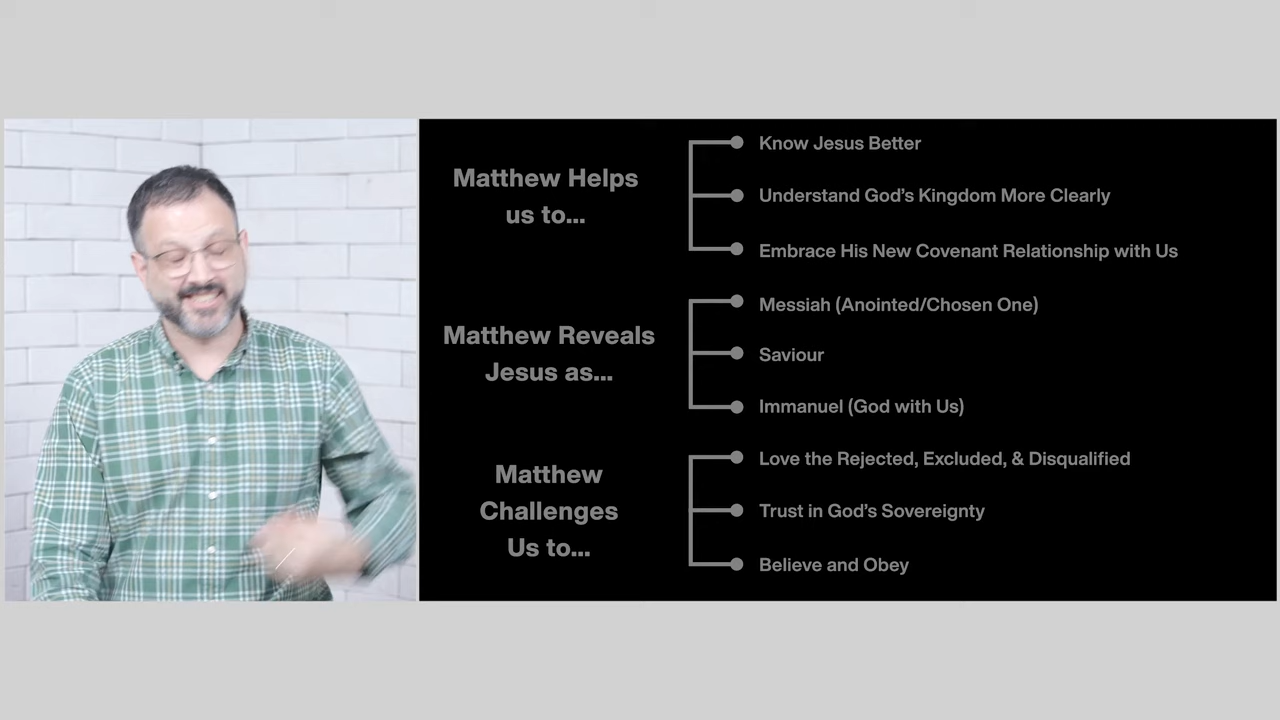 Matthew Helps
us to...
Know Jesus Better
Understand God’s Kingdom More Clearly
Embrace His New Covenant Relationship with Us
Matthew Reveals
Jesus as...
Messiah (Anointed/Chosen One)
Saviour
Immanuel (God with Us)
Matthew
Challenges
Us to...
Love the Rejected, Excluded, & Disqualified
Trust in God’s Sovereignty
Believe and Obey